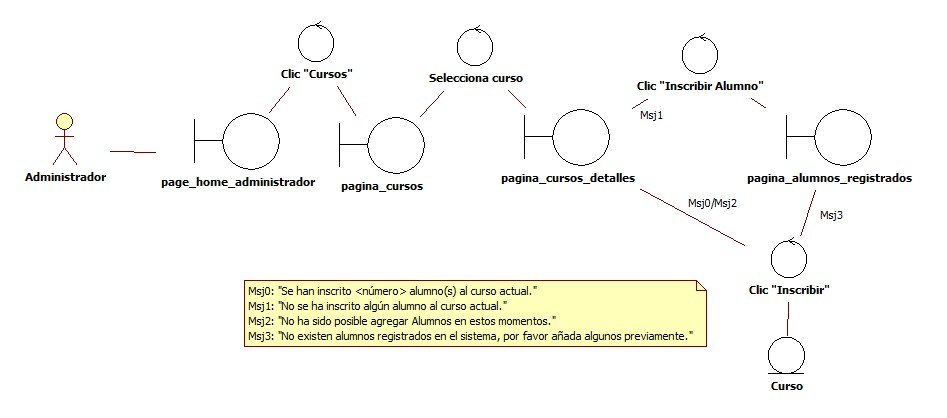 Clic "Cursos"
Selecciona curso
Clic "Inscribir Alumno"
Msj1
Administrador
page_home_administrador
pagina_cursos
pagina_cursos_detalles
pagina_alumnos_registrados
Msj0/Msj2
Msj3
Clic "Inscribir"
Msj0: "Se han inscrito <número> alumno(s) al curso actual."
Msj1: "No se ha inscrito algún alumno al curso actual."
Msj2: "No ha sido posible agregar Alumnos en estos momentos."
Msj3: "No existen alumnos registrados en el sistema, por favor añada algunos previamente."
Curso